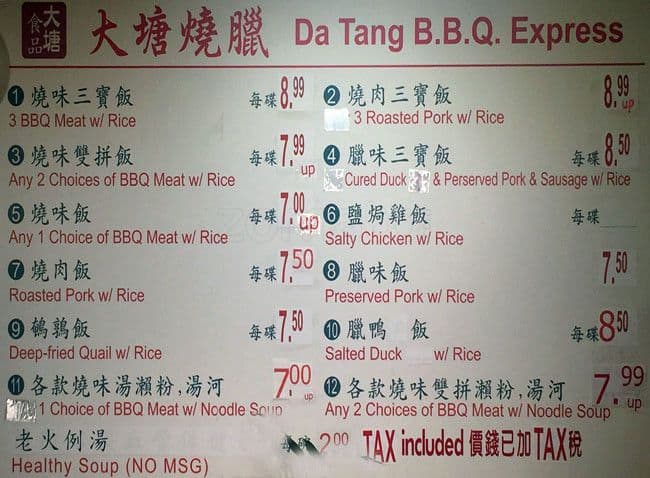 大塘食品
大塘燒臘 Da Tang B.B.Q. Express
1 燒味三寶飯 每碟 8.99
3 BBQ Meat w/ Rice
2 燒肉三寶飯 8.99 up
3 Roasted Pork w/ Rice
3 燒味雙拼飯 每碟 7.99 up
Any 2 Choices of BBQ Meat w/ Rice
4 臘味三寶飯 每碟 8.50
Cured Duck & Perserved Pork & Sausage w/ Rice
5 燒味飯 每碟 7.00 up
Any 1 Choice of BBQ Meat w/ Rice
6 鹽焗雞飯 每碟
Salty Chicken w/ Rice
7 燒肉飯 每碟 7.50
Roasted Pork w/ Rice
8 臘味飯 7.50
Preserved Pork w/ Rice
9 鵪鶉飯 每碟 7.50
Deep-fried Quail w/ Rice
10 臘鴨 飯 每碟 8.50
Salted Duck w/ Rice
11 各款燒味湯瀨粉,湯河 7.00 up
1 Choice of BBQ Meat w/ Noodle Soup
12 各款燒味雙拼瀨粉,湯河 7.99 up
Any 2 Choices of BBQ Meat w/ Noodle Soup
老火例湯 每 2.00
Healthy Soup (NO MSG)
TAX included 價錢已加TAX稅